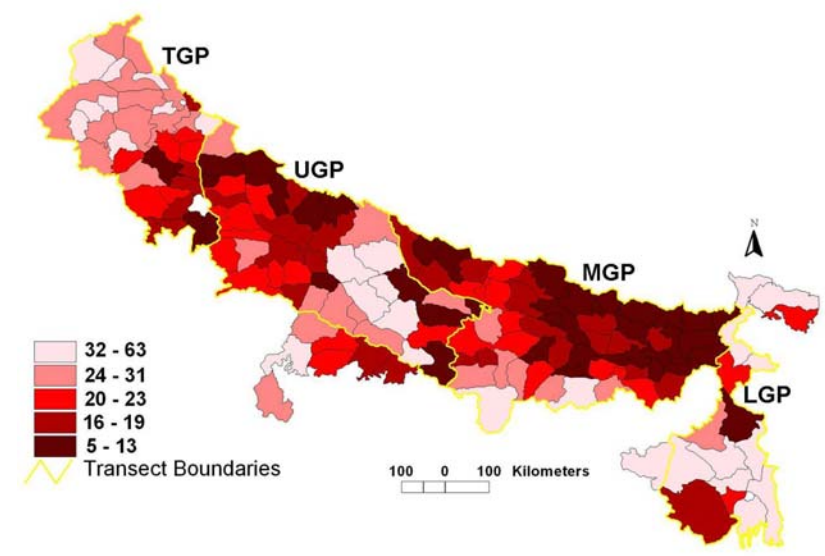 TGP
UGP
N
MGP
32 - 63
24 - 31
20 - 23
16 - 19
5 - 13
Transect Boundaries
LGP
100 0 100 Kilometers